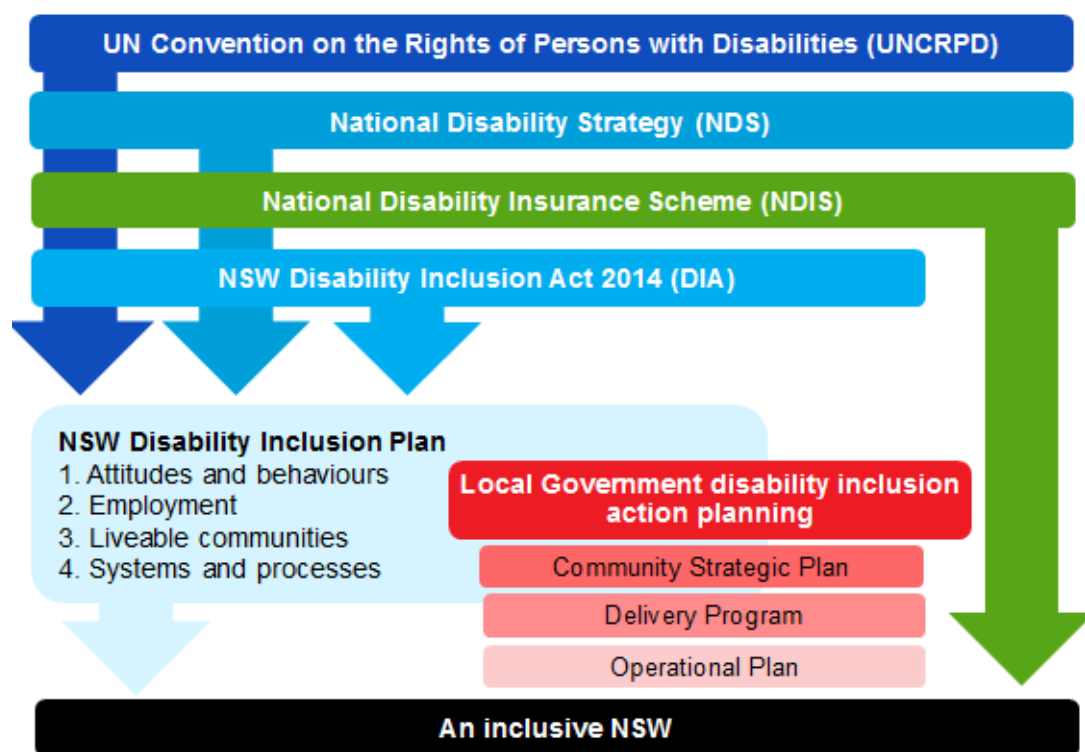 UN Convention on the Rights of Persons with Disabilities (UNCRPD)
National Disability Strategy (NDS)
National Disability Insurance Scheme (NDIS)
NSW Disability Inclusion Act 2014 (DIA)
NSW Disability Inclusion Plan
1. Attitudes and behaviours
2. Employment
3. Liveable communities
4. Systems and processes
Local Government disability inclusion
action planning
Community Strategic Plan
Delivery Program
Operational Plan
An inclusive NSW